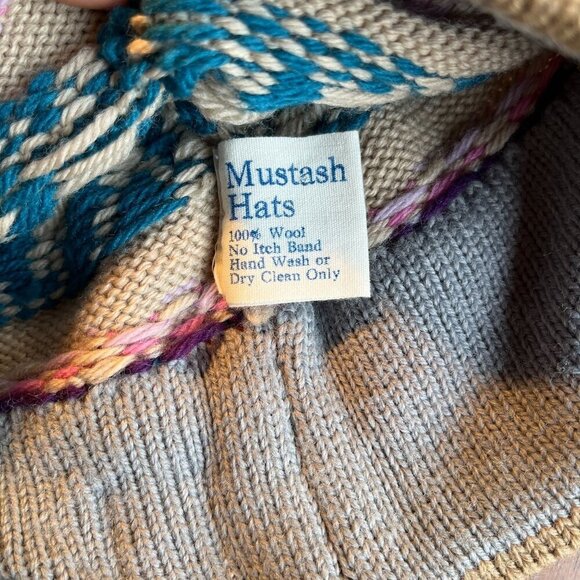 Mustash
Hats
100% Wool
No Itch Band
Hand Wash or
Dry Clean Only